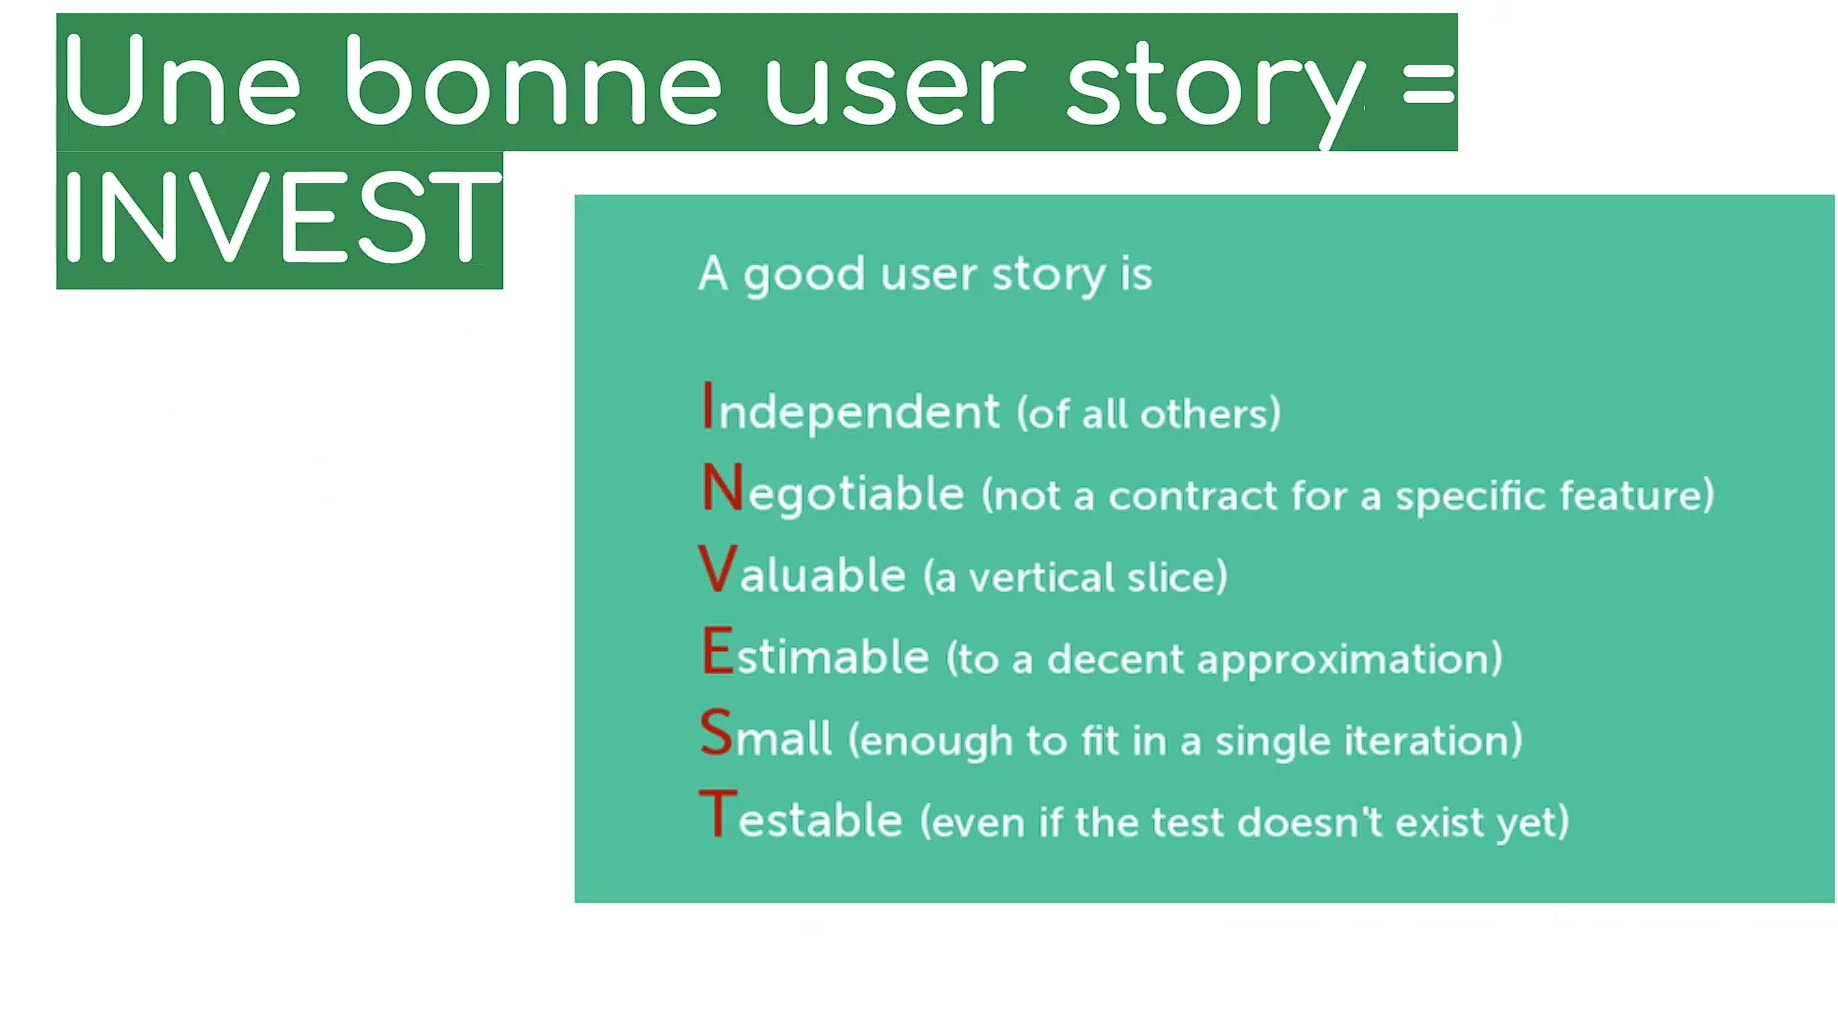 Une bonne user story =
INVEST
A good user story is
Independent (of all others)
Negotiable (not a contract for a specific feature)
Valuable (a vertical slice)
Estimable (to a decent approximation)
Small (enough to fit in a single iteration)
Testable (even if the test doesn't exist yet)